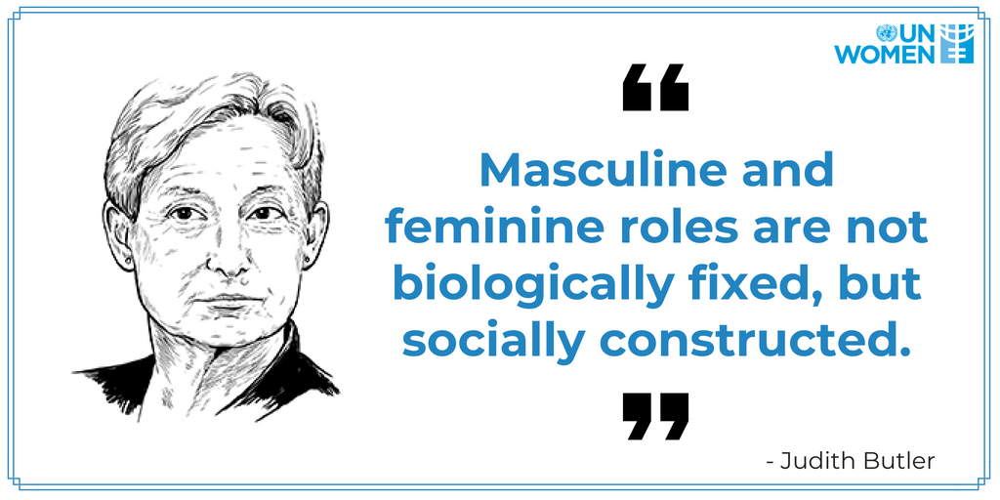 UN
WOMEN
“
Masculine and
feminine roles are not
biologically fixed, but
socially constructed.
”
- Judith Butler